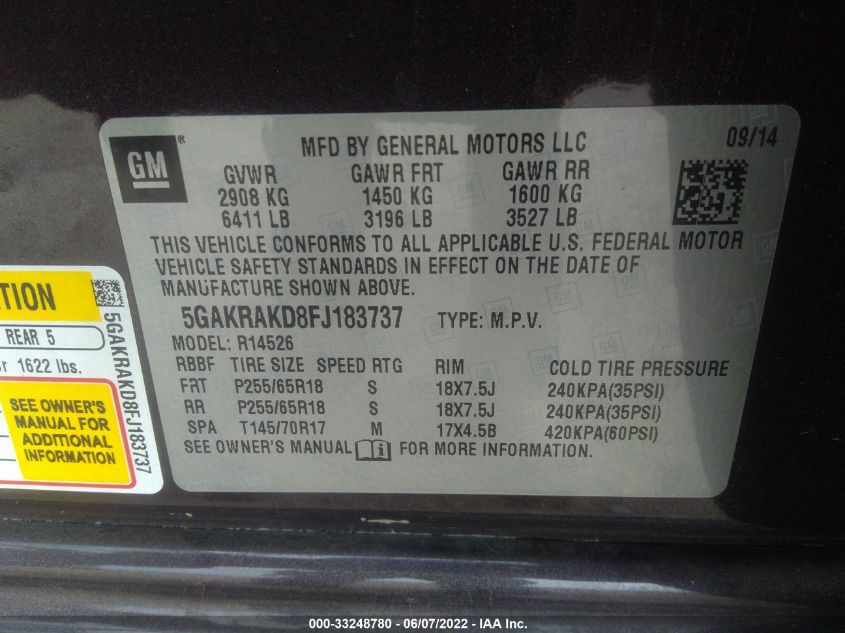 GM®
MFD BY GENERAL MOTORS LLC
09/14
GVWR GAWR FRT GAWR RR
2908 KG 1450 KG 1600 KG
6411 LB 3196 LB 3527 LB
THIS VEHICLE CONFORMS TO ALL APPLICABLE U.S. FEDERAL MOTOR
VEHICLE SAFETY STANDARDS IN EFFECT ON THE DATE OF
MANUFACTURE SHOWN ABOVE.
5GAKRAKD8FJ183737 TYPE: M.P.V.
MODEL: R14526
RBBF TIRE SIZE SPEED RTG RIM COLD TIRE PRESSURE
FRT P255/65R18 S 18X7.5J 240KPA(35PSI)
RR P255/65R18 S 18X7.5J 240KPA(35PSI)
SPA T145/70R17 M 17X4.5B 420KPA(60PSI)
SEE OWNER'S MANUAL FOR MORE INFORMATION.
REAR 5
1622 lbs.
SEE OWNER'S
MANUAL FOR
ADDITIONAL
INFORMATION
5GAKRAKD8FJ183737
000-33248780 - 06/07/2022 - IAA Inc.